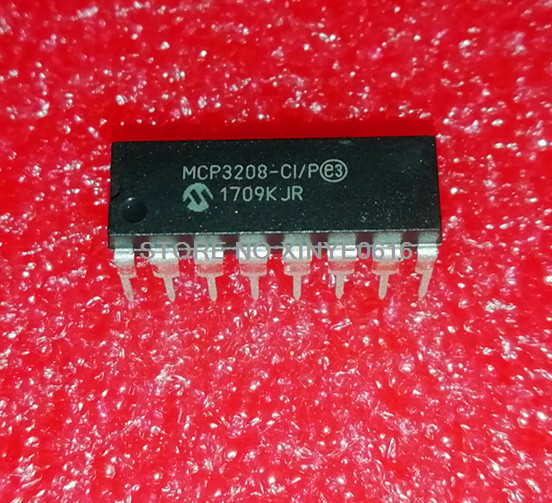 MCP3208-CI/P e3
1709KJR
STORE NO.XINYE0616